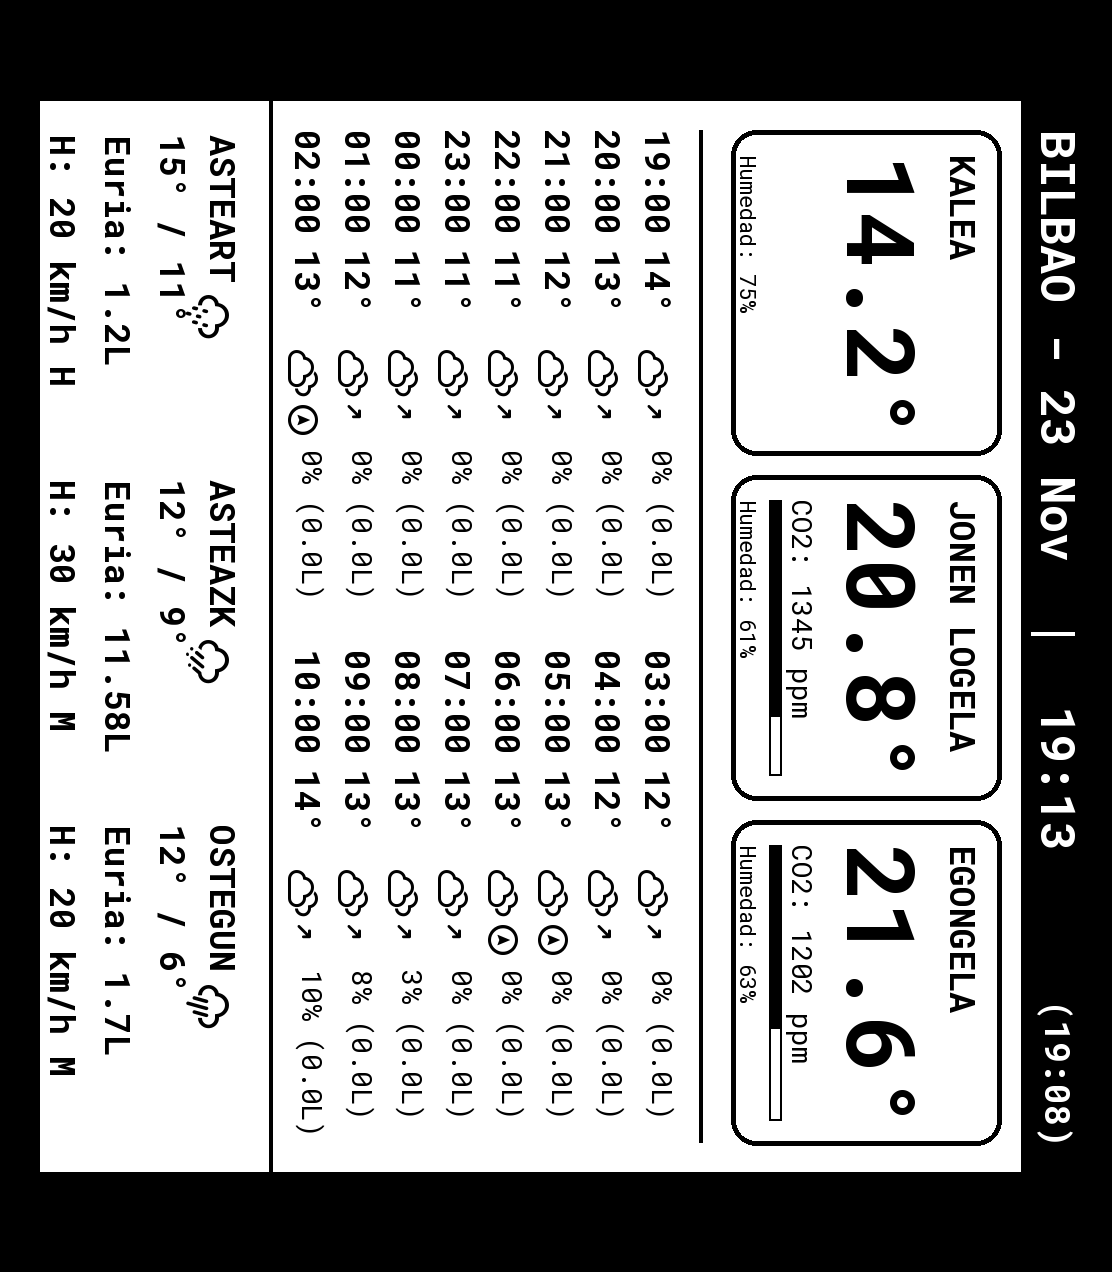 BILBAO - 23 Nov | 19:13 (19:08)
KALEA
14.2°
Humedad: 75%
JONEN LOGELA
20.8°
CO2: 1345 ppm
Humedad: 61%
EGONGELA
21.6°
CO2: 1202 ppm
Humedad: 63%
19:00 14° ↗ 0% (0.0L)
20:00 13° ↗ 0% (0.0L)
21:00 12° ↗ 0% (0.0L)
22:00 11° ↗ 0% (0.0L)
23:00 11° ↗ 0% (0.0L)
00:00 11° ↗ 0% (0.0L)
01:00 12° ↗ 0% (0.0L)
02:00 13° 0% (0.0L)
03:00 12° ↗ 0% (0.0L)
04:00 12° ↗ 0% (0.0L)
05:00 13° 0% (0.0L)
06:00 13° 0% (0.0L)
07:00 13° ↗ 0% (0.0L)
08:00 13° ↗ 3% (0.0L)
09:00 13° ↗ 8% (0.0L)
10:00 14° ↗ 10% (0.0L)
ASTEART
15° / 11°
Euria: 1.2L
H: 20 km/h H
ASTEAZK
12° / 9°
Euria: 11.58L
H: 30 km/h M
OSTEGUN
12° / 6°
Euria: 1.7L
H: 20 km/h M